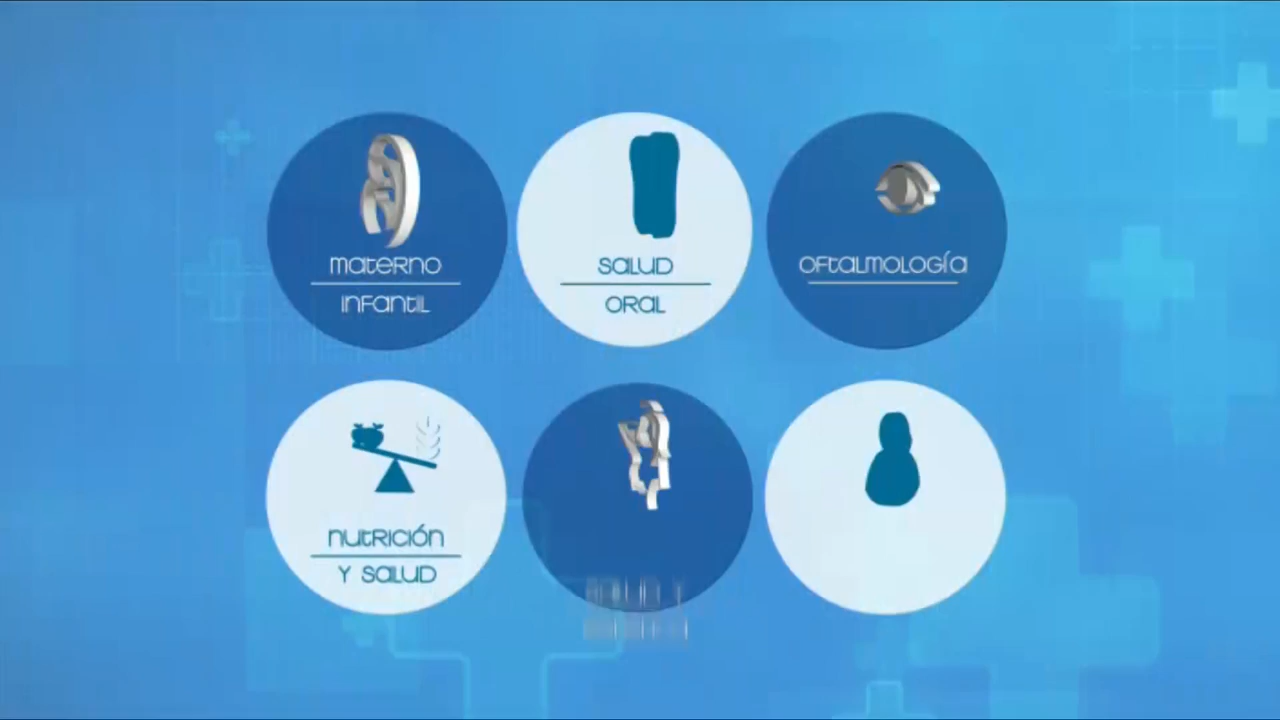 materno
infantil
salud
oral
oftalmología
nutrición
y salud